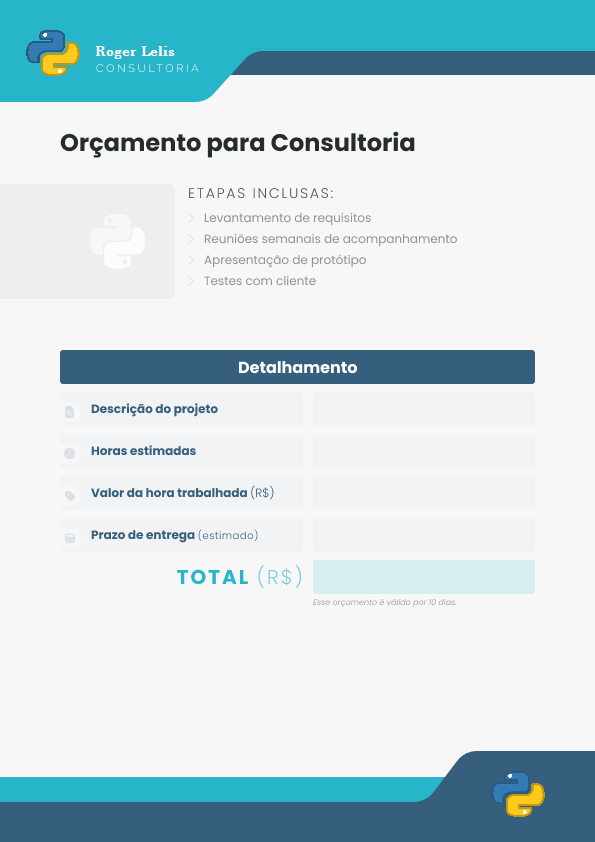 Roger Lelis
CONSULTORIA
Orçamento para Consultoria
ETAPAS INCLUSAS:
Levantamento de requisitos
Reuniões semanais de acompanhamento
Apresentação de protótipo
Testes com cliente
Detalhamento
Descrição do projeto
Horas estimadas
Valor da hora trabalhada (R$)
Prazo de entrega (estimado)
TOTAL (R$)
Esse orçamento é válido por 10 dias.